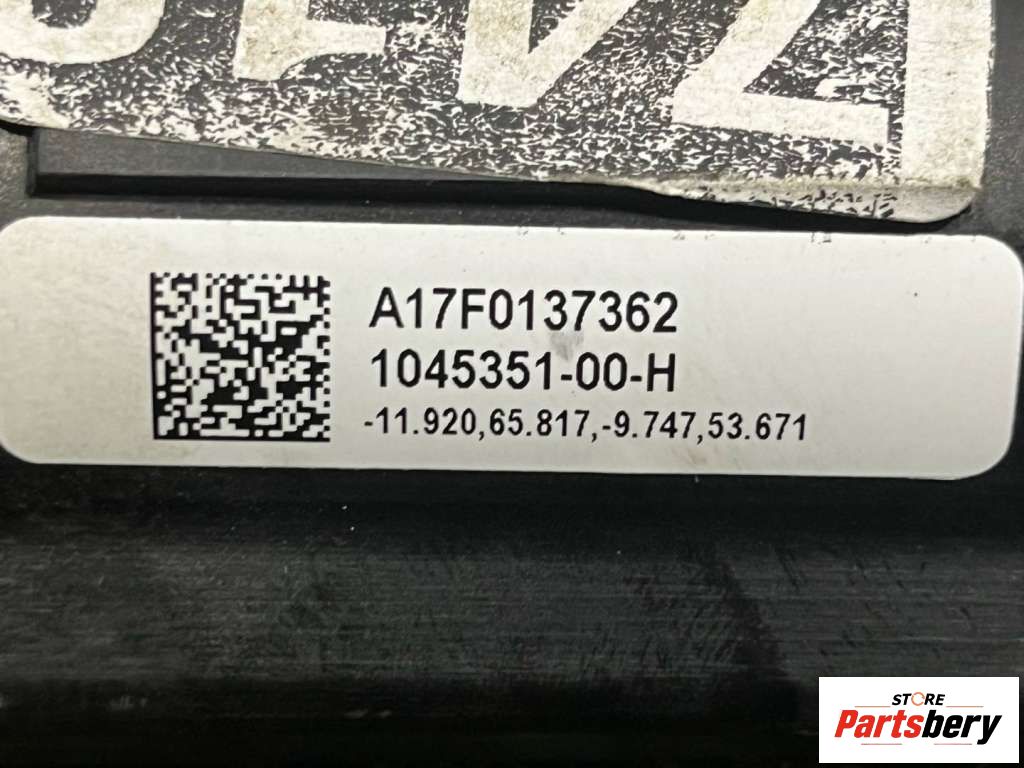 A17F0137362
1045351-00-H
-11.920,65.817,-9.747,53.671
STORE
Partsbery